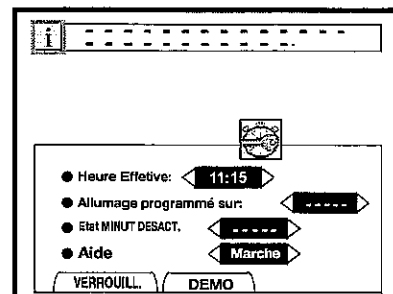 i
Heure Effetive: 11:15
Allumage programmé sur: -----
Etat MINUT DESACT. -----
Aide Marche
VERROUILL. DEMO